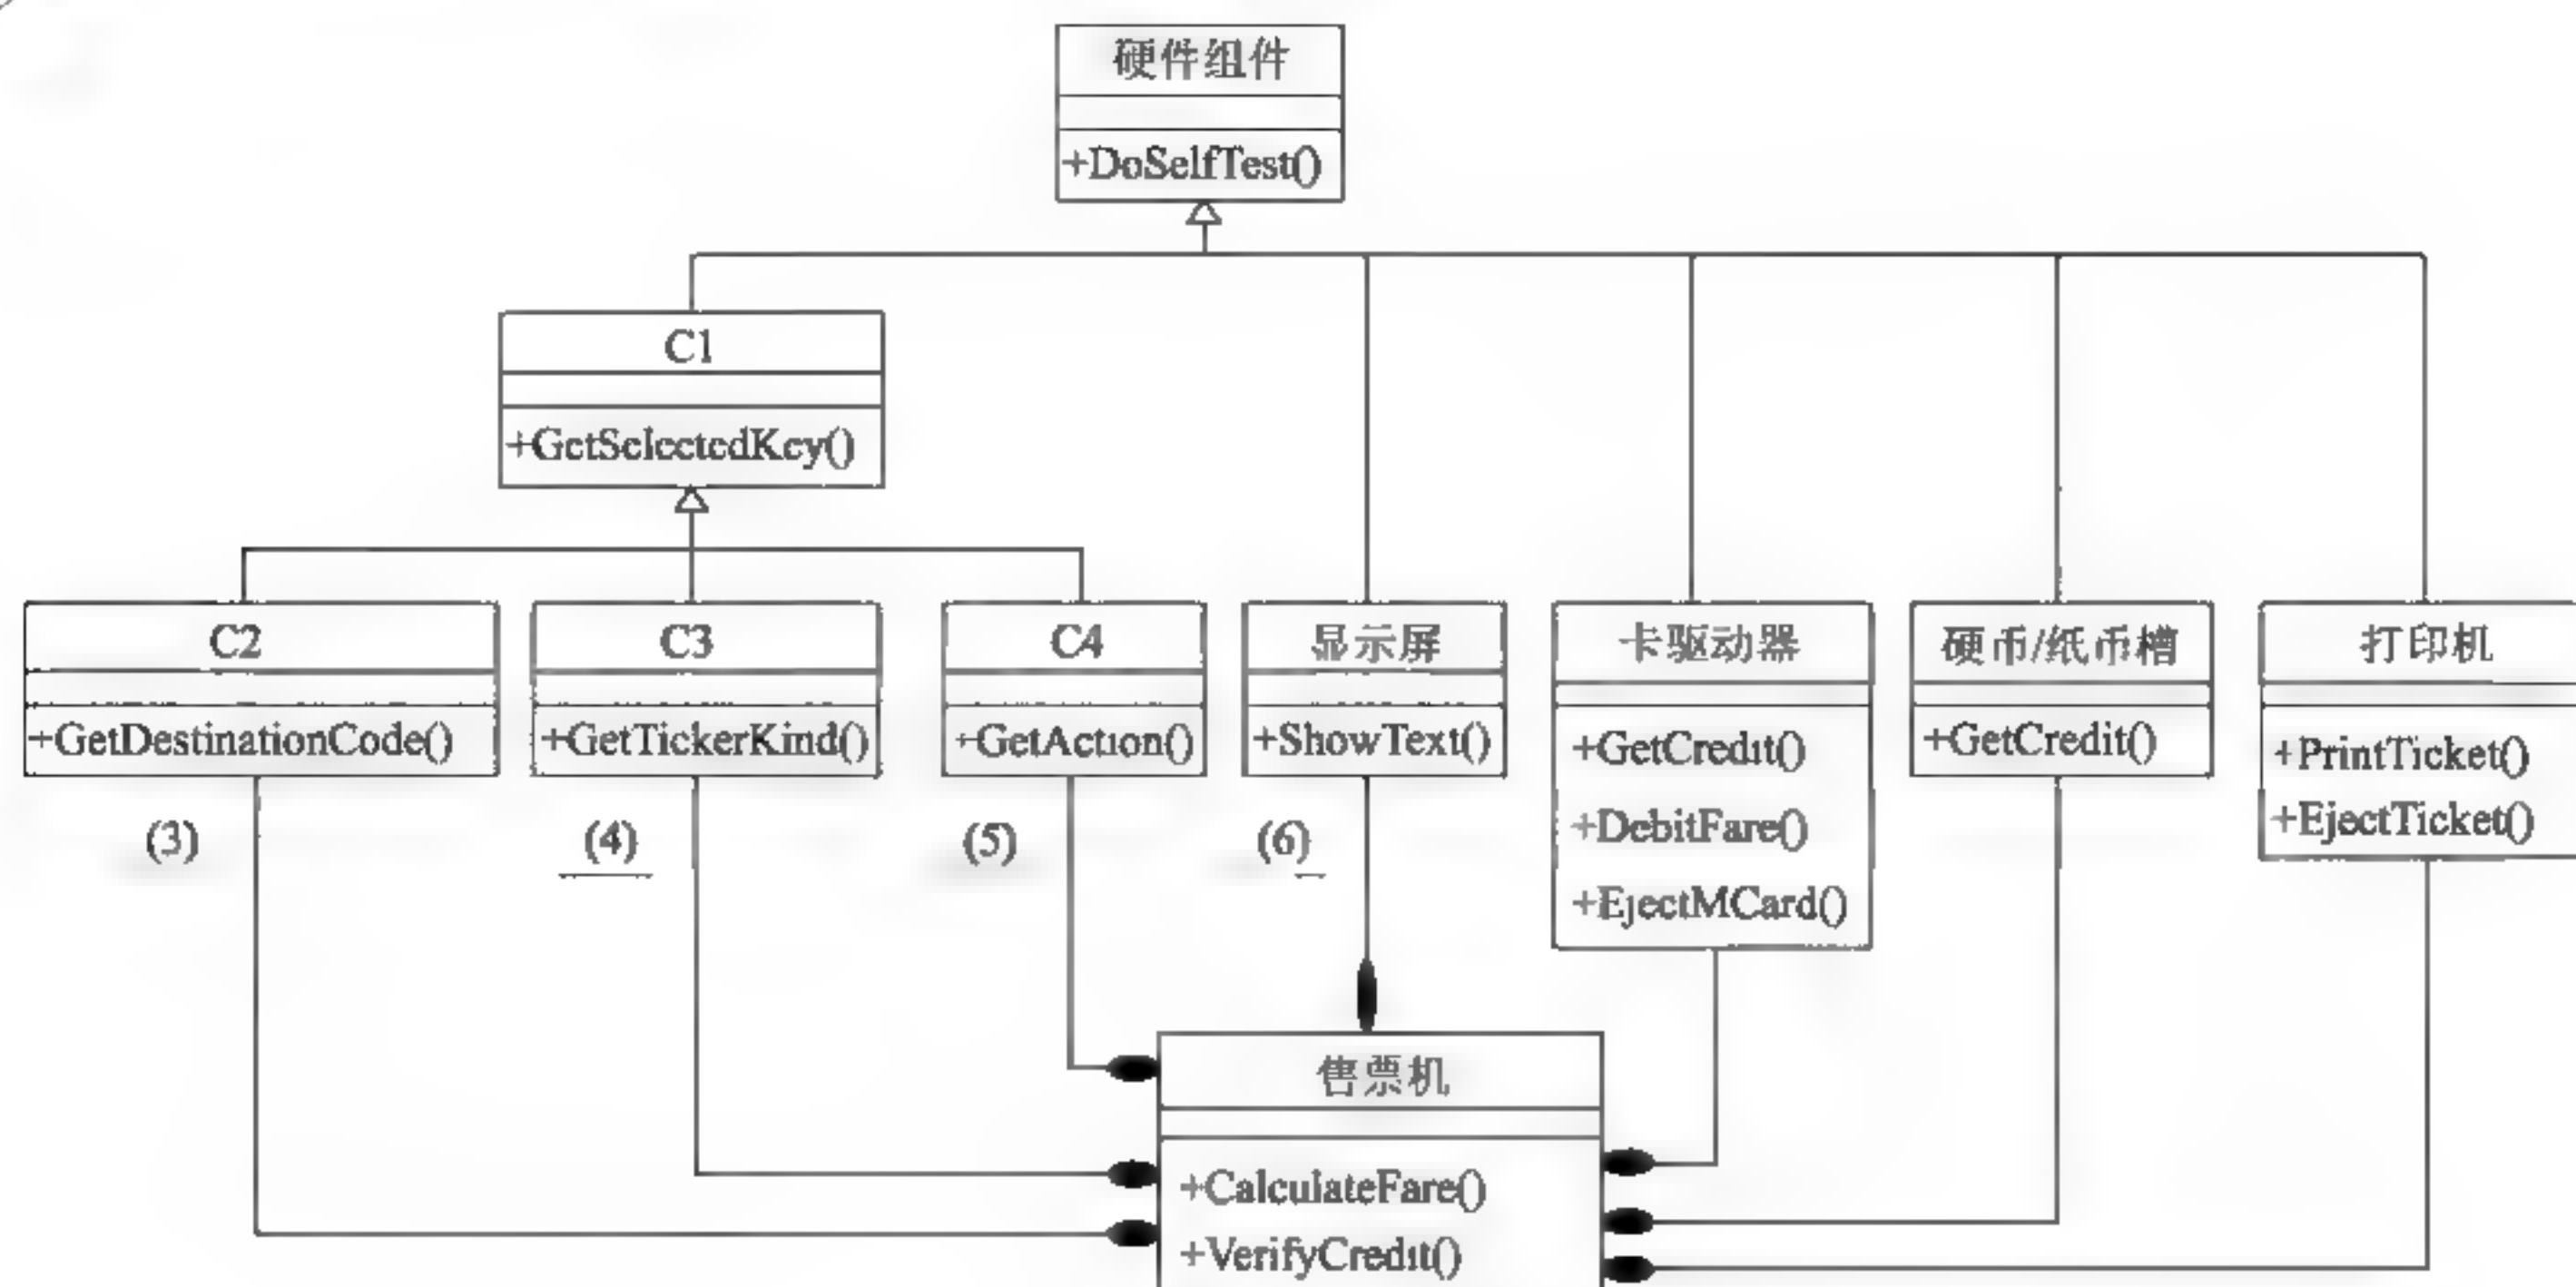 硬件组件
+DoSelfTest()
C1
+GetSelectedKey()
C2
+GetDestinationCode()
C3
+GetTickerKind()
C4
+GetAction()
显示屏
+ShowText()
卡驱动器
+GetCredit()
+DebitFare()
+EjectMCard()
硬币/纸币槽
+GetCredit()
打印机
+PrintTicket()
+EjectTicket()
(3)
(4)
(5)
(6)
售票机
+CalculateFare()
+VerifyCredit()